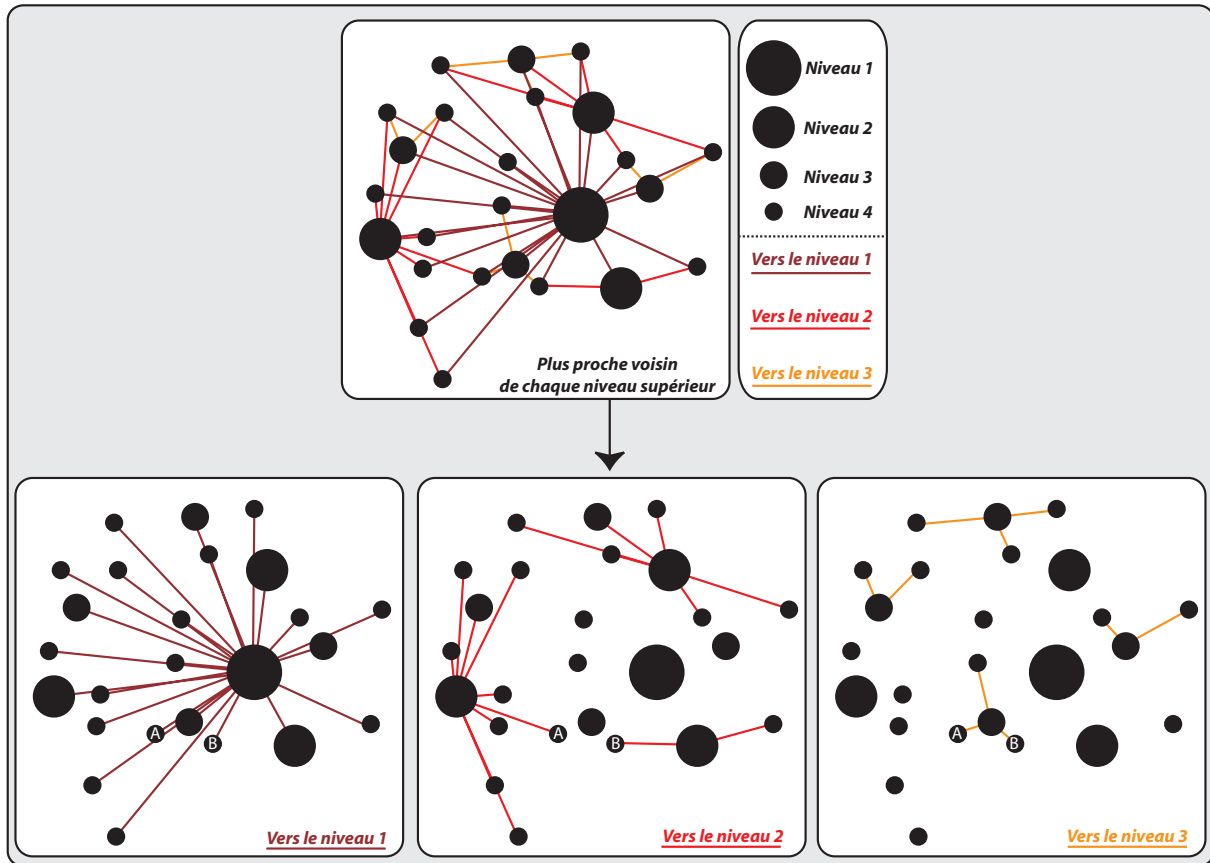 Niveau 1
Niveau 2
Niveau 3
Niveau 4
Vers le niveau 1
Vers le niveau 2
Vers le niveau 3
Plus proche voisin
de chaque niveau supérieur
A
B
Vers le niveau 1
A
B
Vers le niveau 2
A
B
Vers le niveau 3